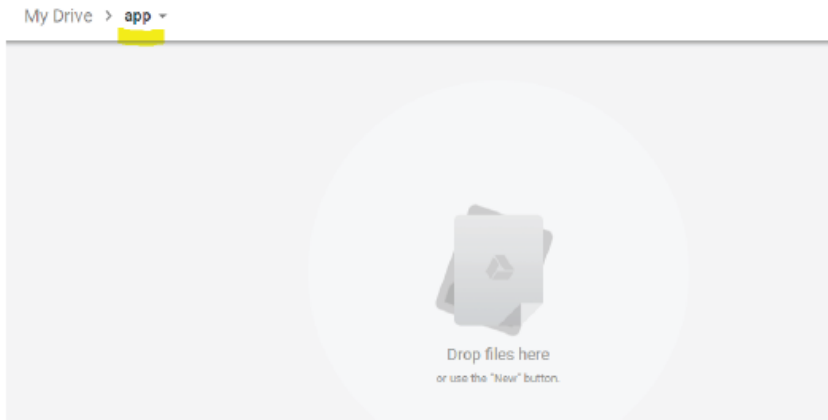 My Drive > app
Drop files here
or use the "New" button.